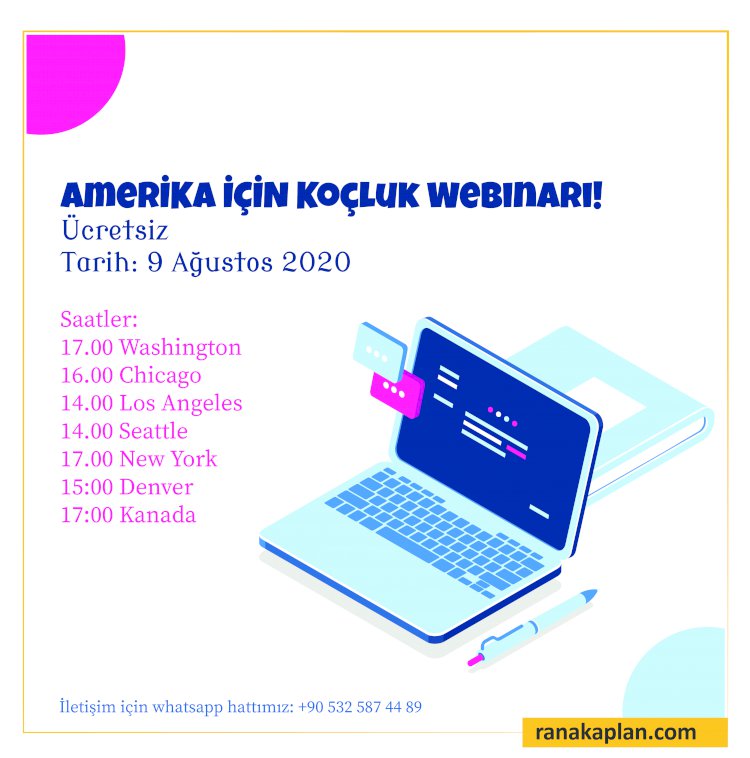 Amerika için Koçluk Webinarı!
Ücretsiz
Tarih: 9 Ağustos 2020
Saatler:
17.00 Washington
16.00 Chicago
14.00 Los Angeles
14.00 Seattle
17.00 New York
15:00 Denver
17:00 Kanada
İletişim için whatsapp hattımız: +90 532 587 44 89
ranakaplan.com